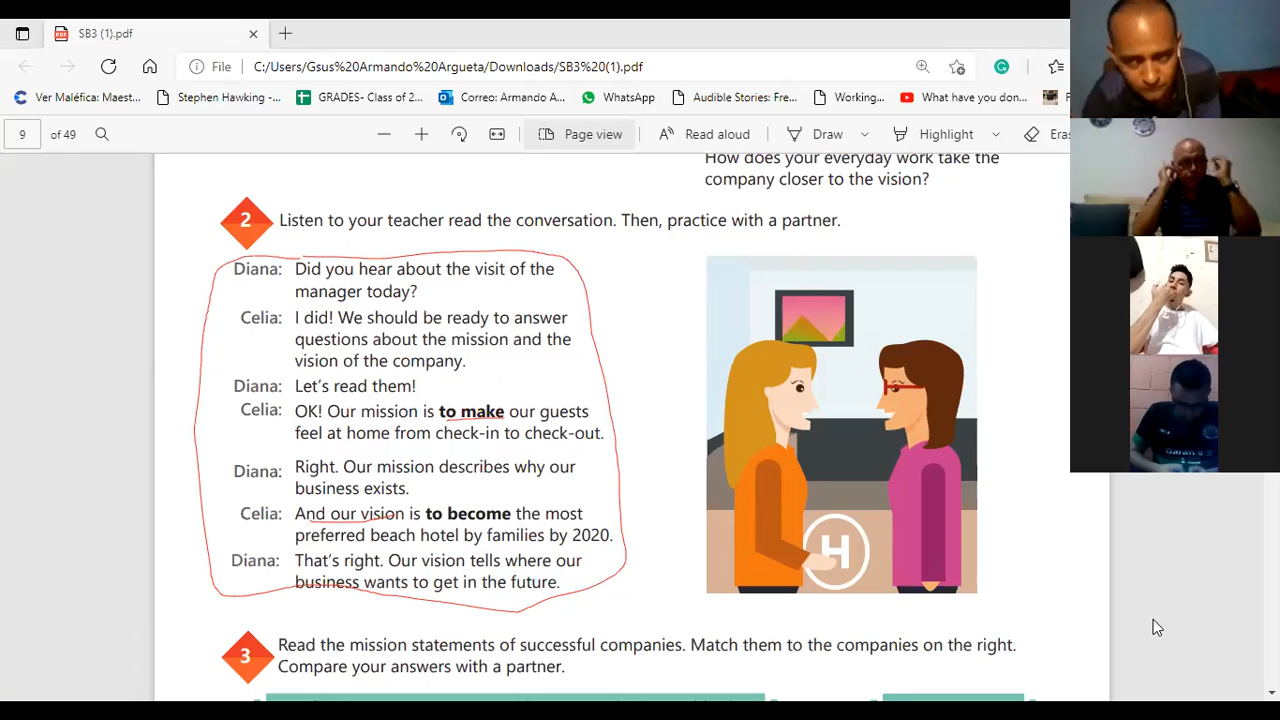 SB3 (1).pdf
File C:/Users/Gsus%20Armando%20Argueta/Downloads/SB3%20(1).pdf
Ver Maléfica: Maest... Stephen Hawking -... GRADES- Class of 2... Correo: Armando A... WhatsApp Audible Stories: Fre... Working... What have you don...
9 of 49 Page view Read aloud Draw Highlight Eras
How does your everyday work take the
company closer to the vision?
2 Listen to your teacher read the conversation. Then, practice with a partner.
Diana: Did you hear about the visit of the
manager today?
Celia: I did! We should be ready to answer
questions about the mission and the
vision of the company.
Diana: Let's read them!
Celia: OK! Our mission is to make our guests
feel at home from check-in to check-out.
Diana: Right. Our mission describes why our
business exists.
Celia: And our vision is to become the most
preferred beach hotel by families by 2020.
Diana: That's right. Our vision tells where our
business wants to get in the future.
H
3 Read the mission statements of successful companies. Match them to the companies on the right.
Compare your answers with a partner.